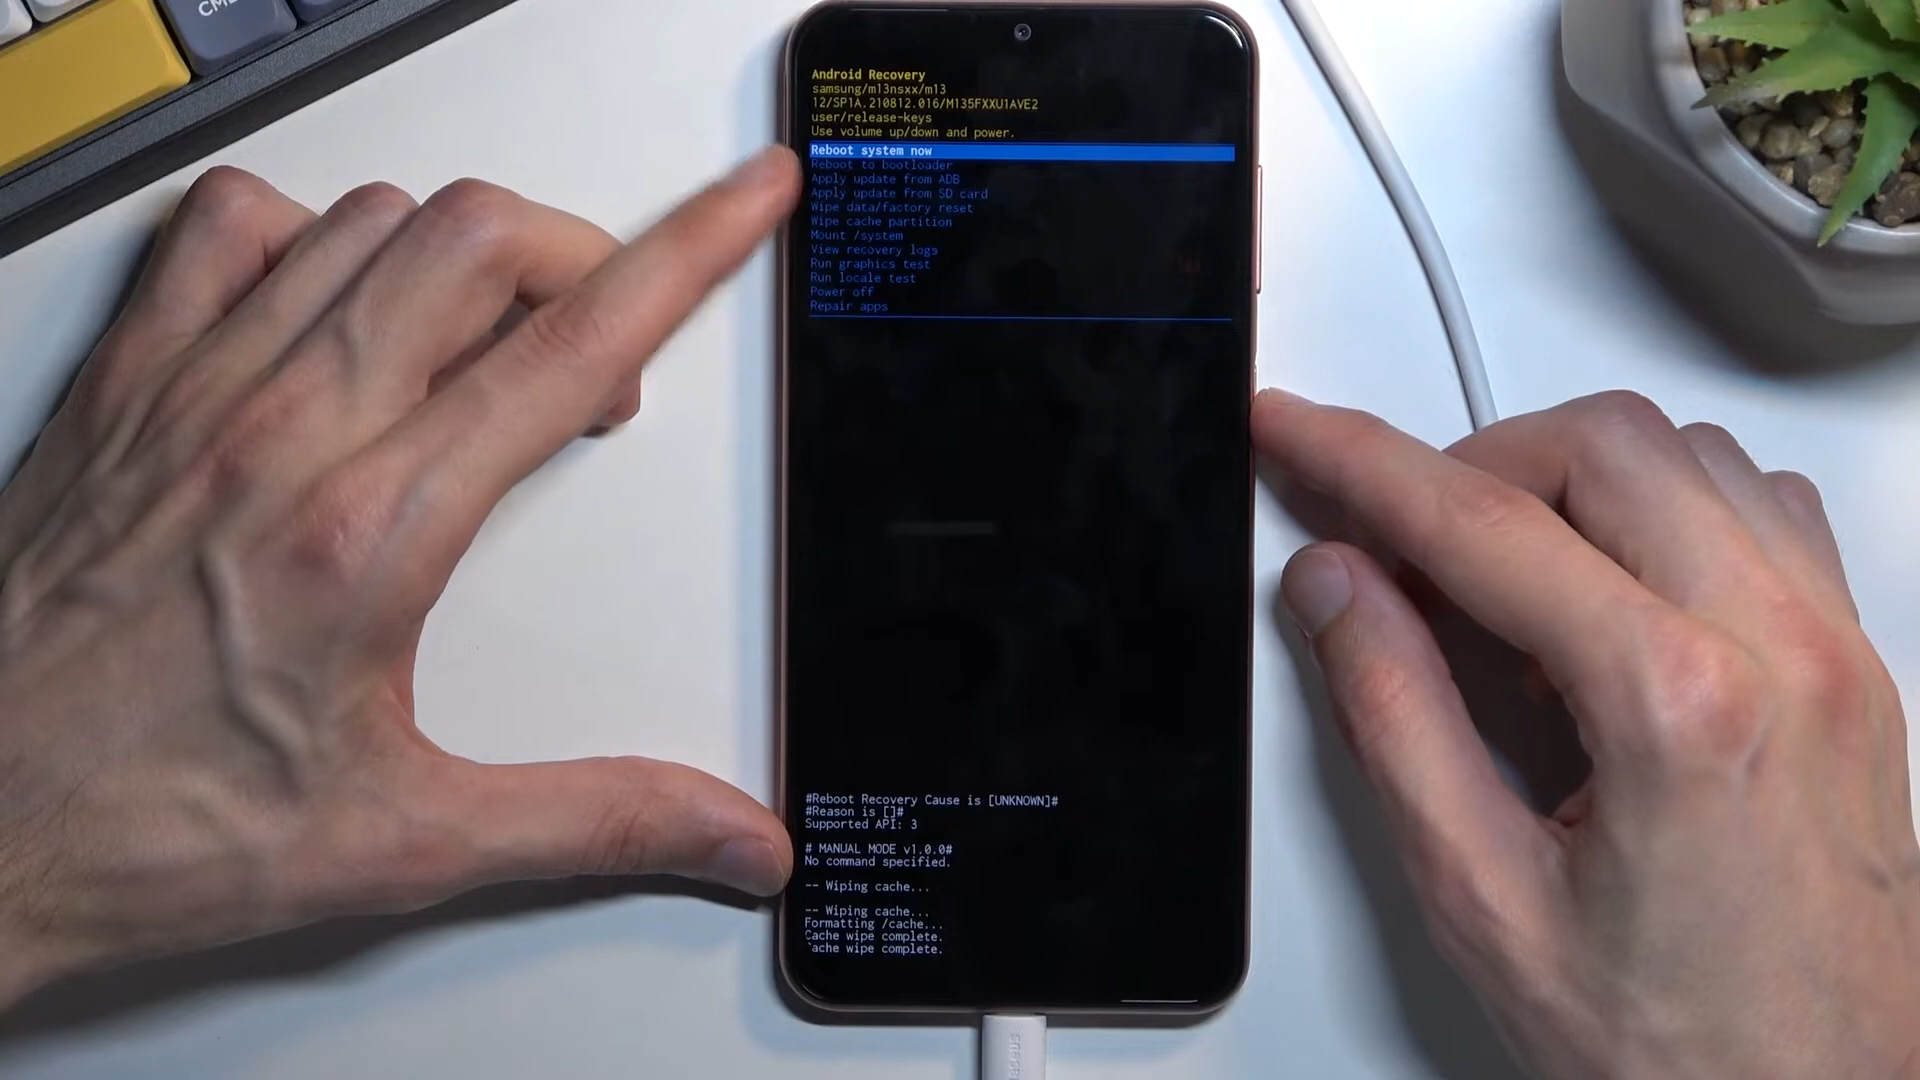 Android Recovery
samsung/m13nsxx/m13
12/SP1A.210812.016/M135FXXU1AVE2
user/release-keys
Use volume up/down and power.
Reboot system now
Reboot to bootloader
Apply update from ADB
Apply update from SD card
Wipe data/factory reset
Wipe cache partition
Mount /system
View recovery logs
Run graphics test
Run locale test
Power off
Repair apps
#Reboot Recovery Cause is [UNKNOWN]#
#Reason is []#
Supported API: 3
# MANUAL MODE v1.0.0#
No command specified.
-- Wiping cache...
-- Wiping cache...
Formatting /cache...
Cache wipe complete.
Cache wipe complete.